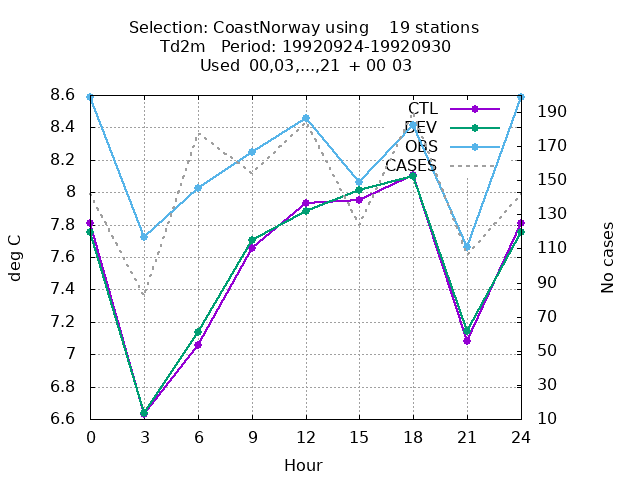 Selection: CoastNorway using    19 stations
Td2m   Period: 19920924-19920930
Used  00,03,...,21  + 00 03
8.6
8.4
8.2
8
7.8
7.6
7.4
7.2
7
6.8
6.6
deg C
CTL
DEV
OBS
CASES
190
170
150
130
110
90
70
50
30
10
No cases
0 3 6 9 12 15 18 21 24
Hour